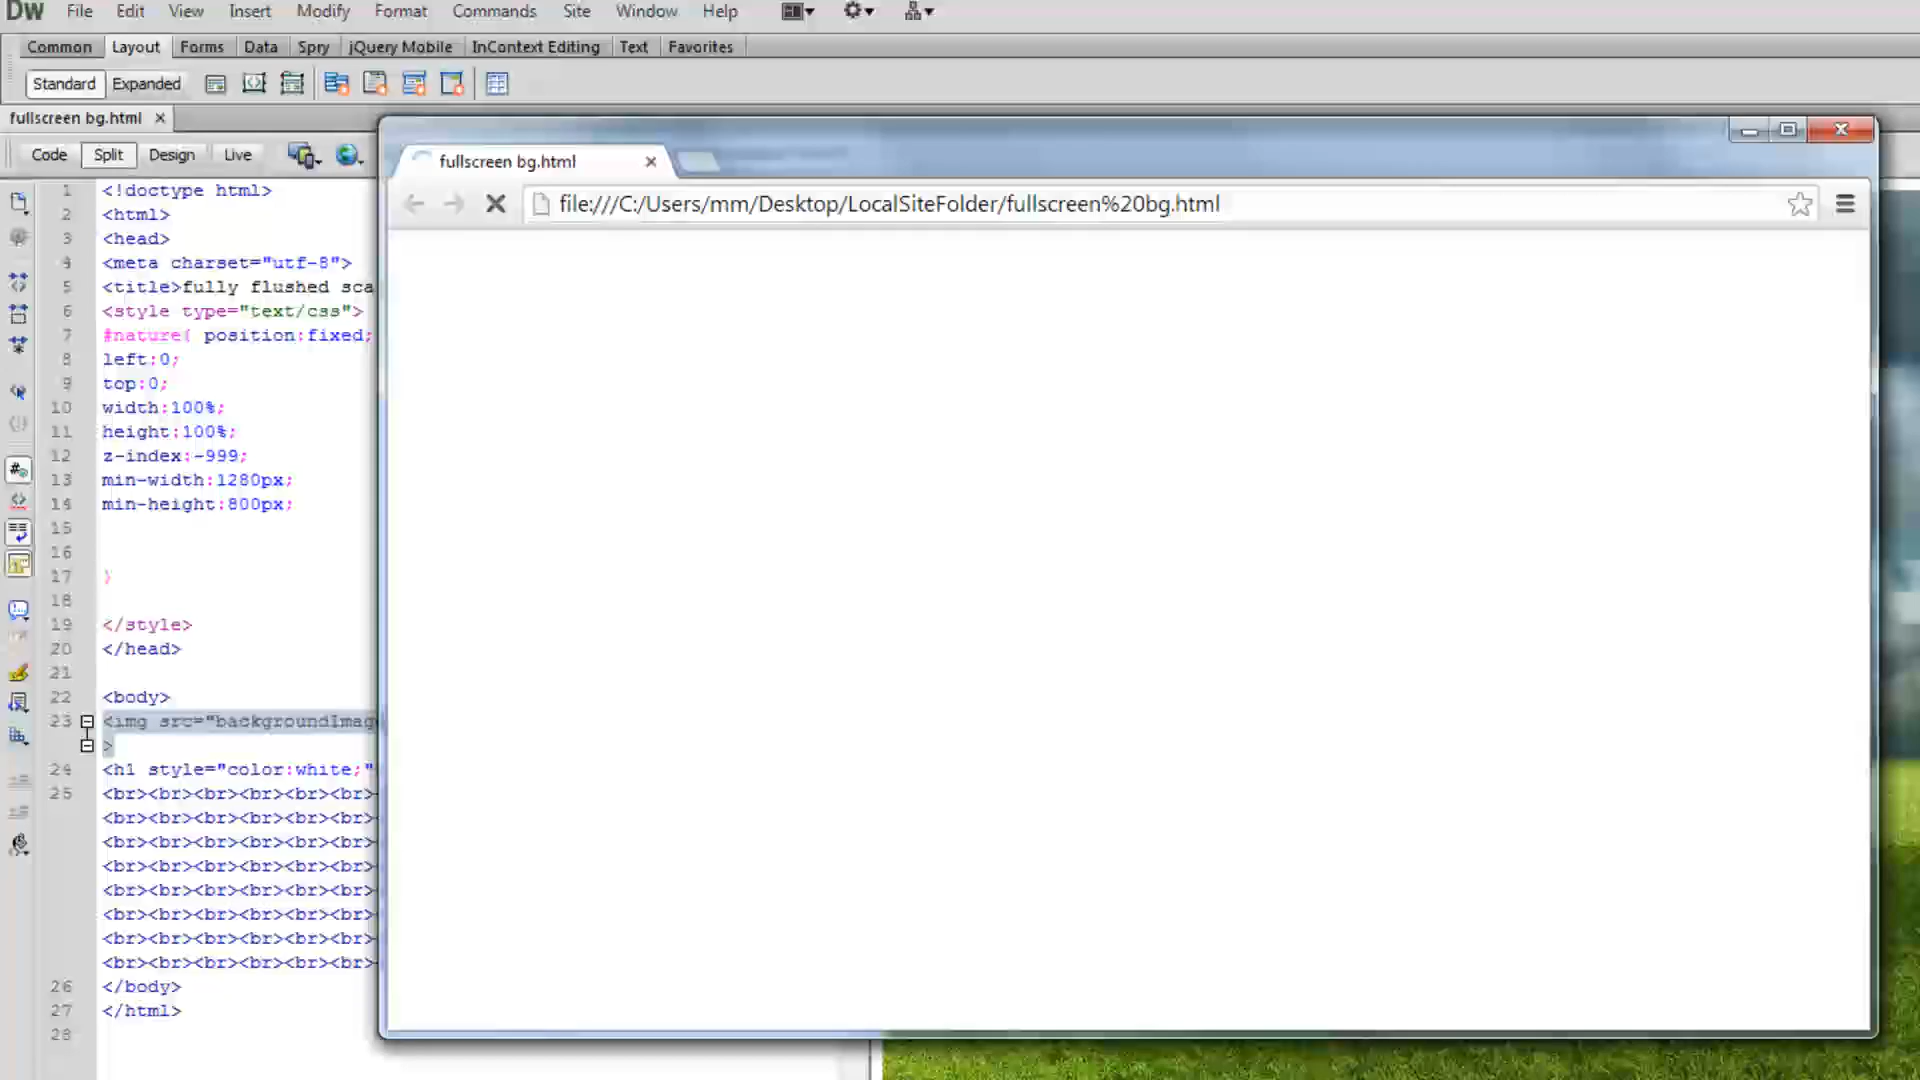 DW File Edit View Insert Modify Format Commands Site Window Help
Common Layout Forms Data Spry jQuery Mobile InContext Editing Text Favorites
Standard Expanded
fullscreen bg.html
Code Split Design Live
fullscreen bg.html
file:///C:/Users/mm/Desktop/LocalSiteFolder/fullscreen%20bg.html
1 <!doctype html>
2 <html>
3 <head>
4 <meta charset="utf-8">
5 <title>fully flushed sca
6 <style type="text/css">
7 #nature{ position:fixed;
8 left:0;
9 top:0;
10 width:100%;
11 height:100%;
12 z-index:-999;
13 min-width:1280px;
14 min-height:800px;
15
16
17 }
18
19 </style>
20 </head>
21
22 <body>
23 <img src="backgroundImag
>
24 <h1 style="color:white;"
25 <br><br><br><br><br><br>
<br><br><br><br><br><br>
<br><br><br><br><br><br>
<br><br><br><br><br><br>
<br><br><br><br><br><br>
<br><br><br><br><br><br>
<br><br><br><br><br><br>
<br><br><br><br><br><br>
26 </body>
27 </html>
28